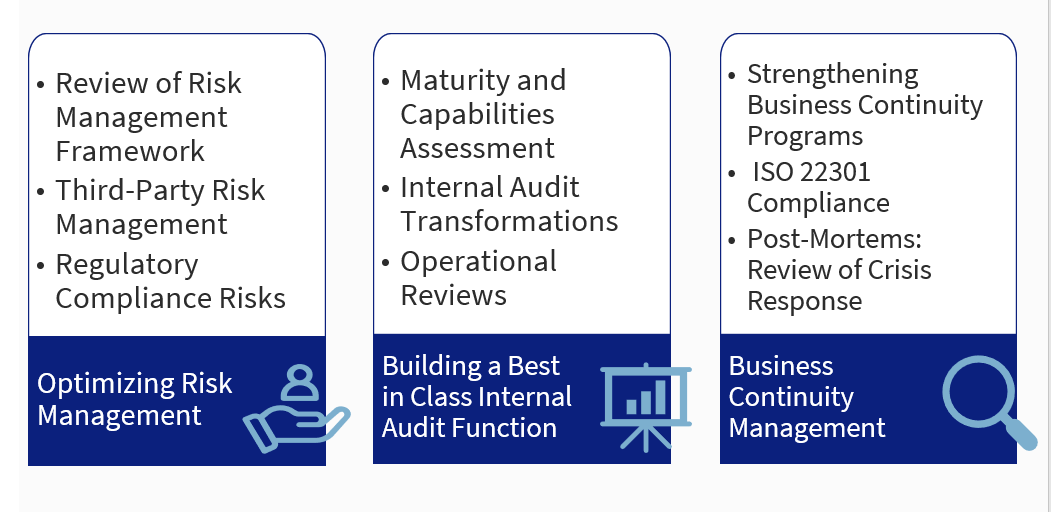 • Review of Risk
Management
Framework
• Third-Party Risk
Management
• Regulatory
Compliance Risks
Optimizing Risk
Management
• Maturity and
Capabilities
Assessment
• Internal Audit
Transformations
• Operational
Reviews
Building a Best
in Class Internal
Audit Function
• Strengthening
Business Continuity
Programs
• ISO 22301
Compliance
• Post-Mortems:
Review of Crisis
Response
Business
Continuity
Management